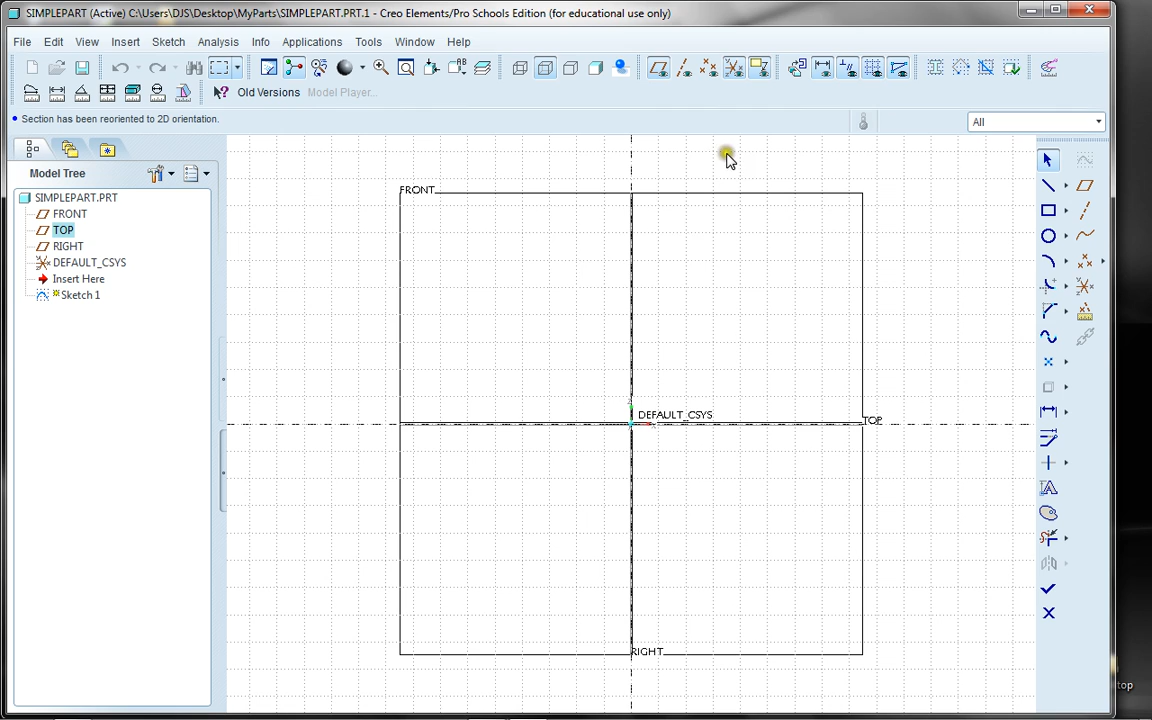 SIMPLEPART (Active) C:\Users\DJS\Desktop\MyParts\SIMPLEPART.PRT.1 - Creo Elements/Pro Schools Edition (for educational use only)
File Edit View Insert Sketch Analysis Info Applications Tools Window Help
Old Versions Model Player...
Section has been reoriented to 2D orientation.
All
Model Tree
SIMPLEPART.PRT
FRONT
TOP
RIGHT
DEFAULT_CSYS
Insert Here
Sketch 1
FRONT
DEFAULT_CSYS
TOP
RIGHT
top